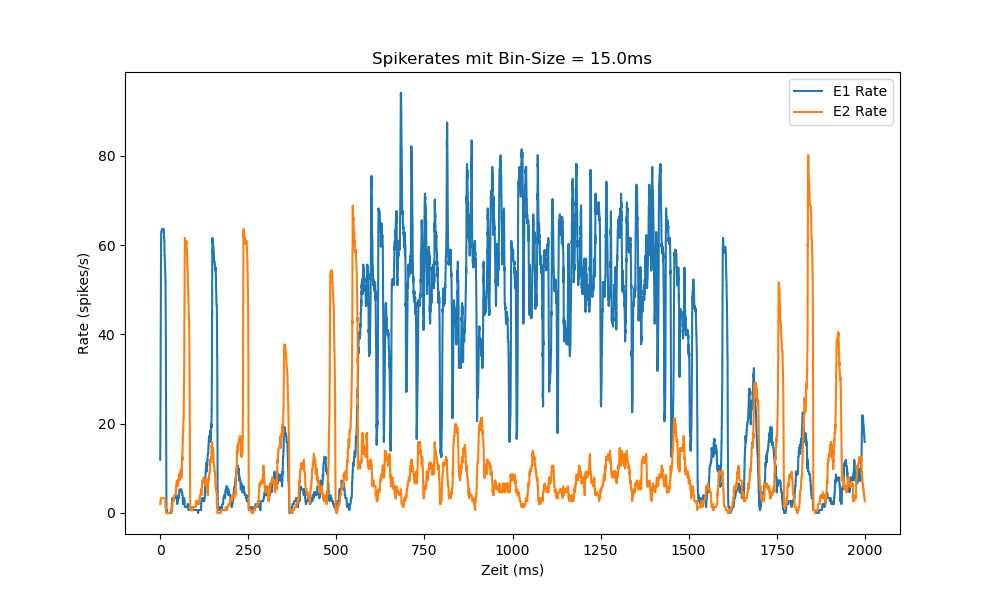 Spikerates mit Bin-Size = 15.0ms
E1 Rate
E2 Rate
Rate (spikes/s)
80
60
40
20
0
0 250 500 750 1000 1250 1500 1750 2000
Zeit (ms)